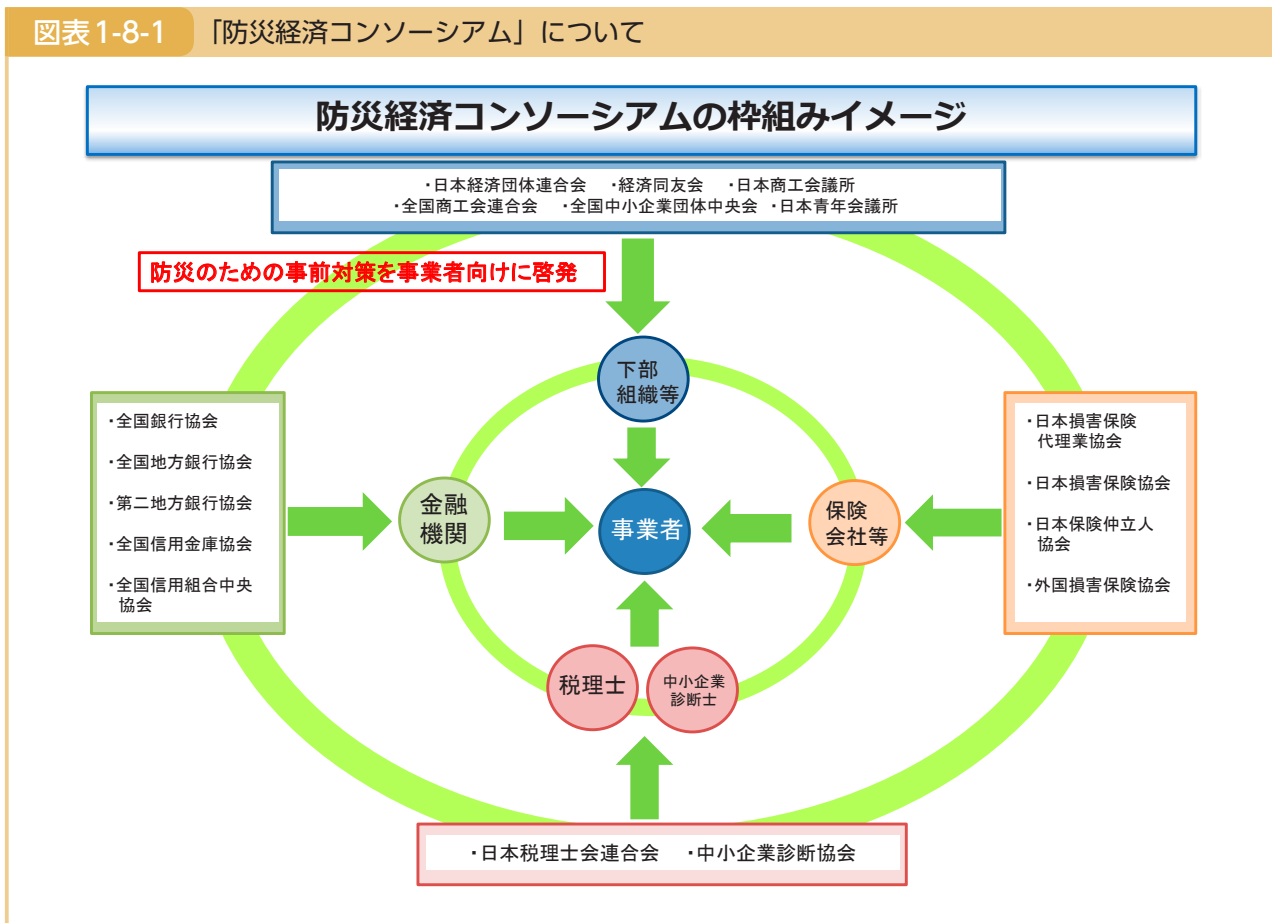 図表1-8-1 「防災経済コンソーシアム」について
防災経済コンソーシアムの枠組みイメージ
・日本経済団体連合会 ・経済同友会 ・日本商工会議所
・全国商工会連合会 ・全国中小企業団体中央会 ・日本青年会議所
防災のための事前対策を事業者向けに啓発
下部
組織等
・全国銀行協会
・全国地方銀行協会
・第二地方銀行協会
・全国信用金庫協会
・全国信用組合中央
協会
金融
機関
事業者
保険
会社等
・日本損害保険
代理業協会
・日本損害保険協会
・日本保険仲立人
協会
・外国損害保険協会
税理士
中小企業
診断士
・日本税理士会連合会 ・中小企業診断協会